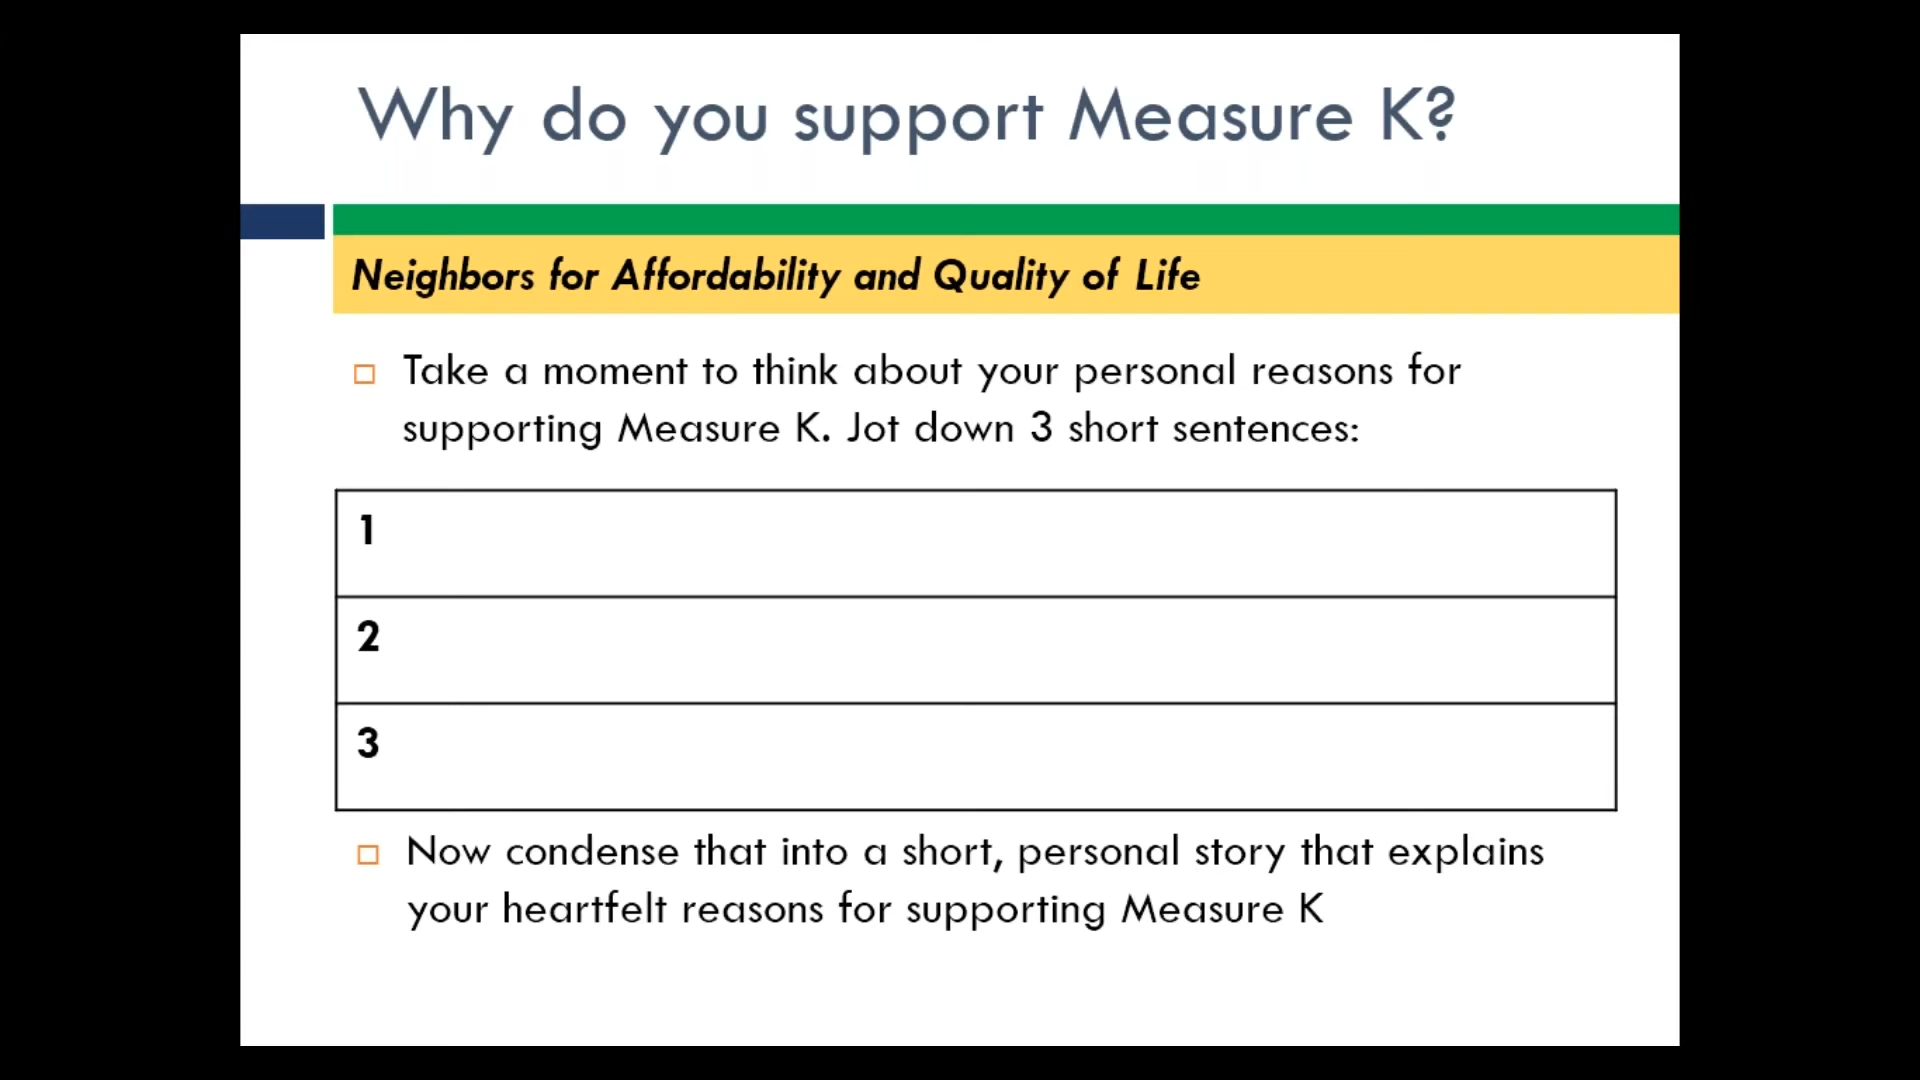 Why do you support Measure K?
Neighbors for Affordability and Quality of Life
Take a moment to think about your personal reasons for
supporting Measure K. Jot down 3 short sentences:
1
2
3
Now condense that into a short, personal story that explains
your heartfelt reasons for supporting Measure K